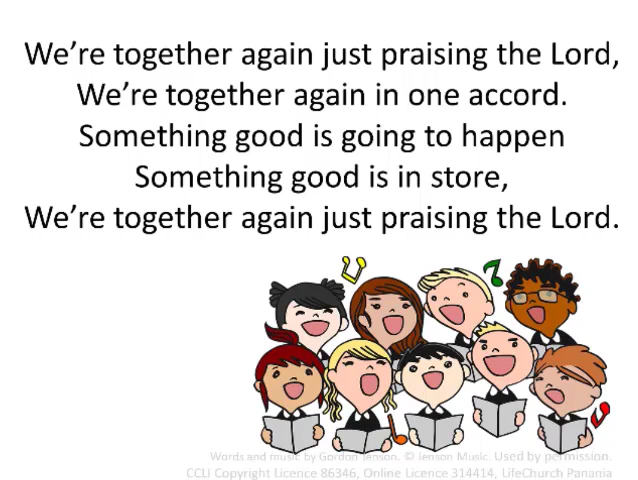 We’re together again just praising the Lord,
We’re together again in one accord.
Something good is going to happen
Something good is in store,
We’re together again just praising the Lord.
Words and music by Gordon Jenson. © Jenson Music. Used by permission.
CCLI Copyright Licence 86346, Online Licence 314414, LifeChurch Panania